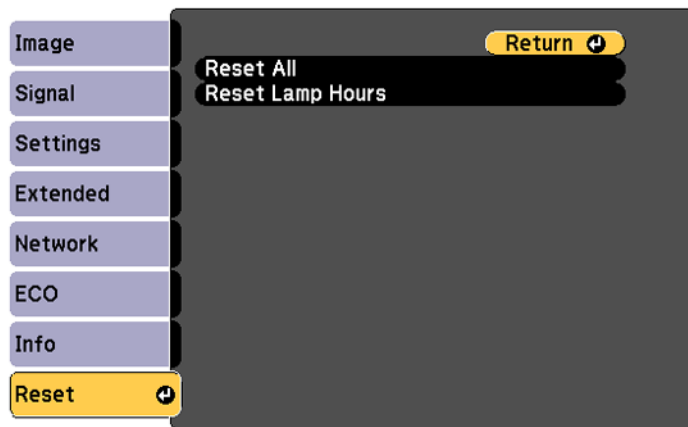 Image
Signal
Settings
Extended
Network
ECO
Info
Reset
Return
Reset All
Reset Lamp Hours